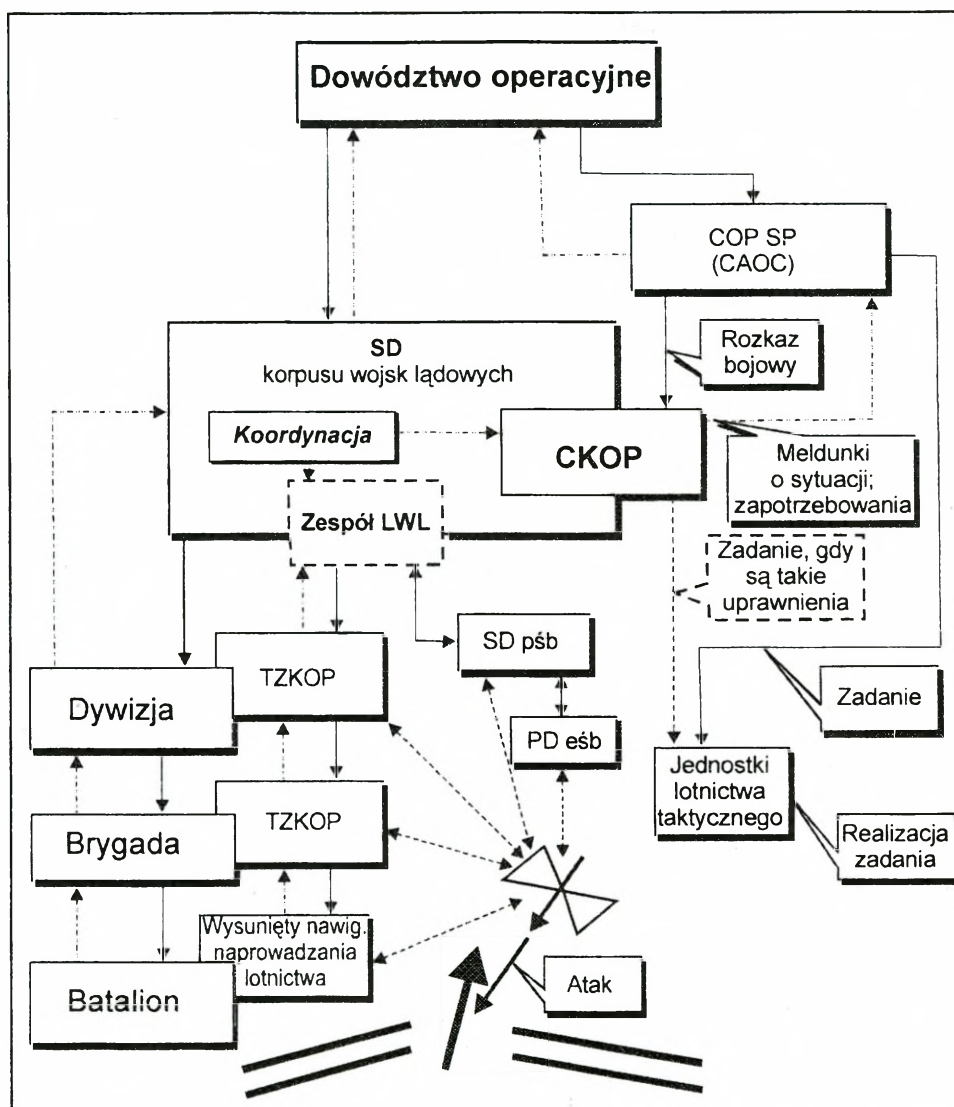 Dowództwo operacyjne
COP SP
(CAOC)
Rozkaz
bojowy
SD
korpusu wojsk lądowych
Koordynacja
CKOP
Meldunki
o sytuacji;
zapotrzebowania
Zespół LWL
Zadanie, gdy
są takie
uprawnienia
SD pśb
TZKOP
Dywizja
Zadanie
PD eśb
Jednostki
lotnictwa
taktycznego
TZKOP
Brygada
Realizacja
zadania
Wysunięty nawig.
naprowadzania
lotnictwa
Batalion
Atak